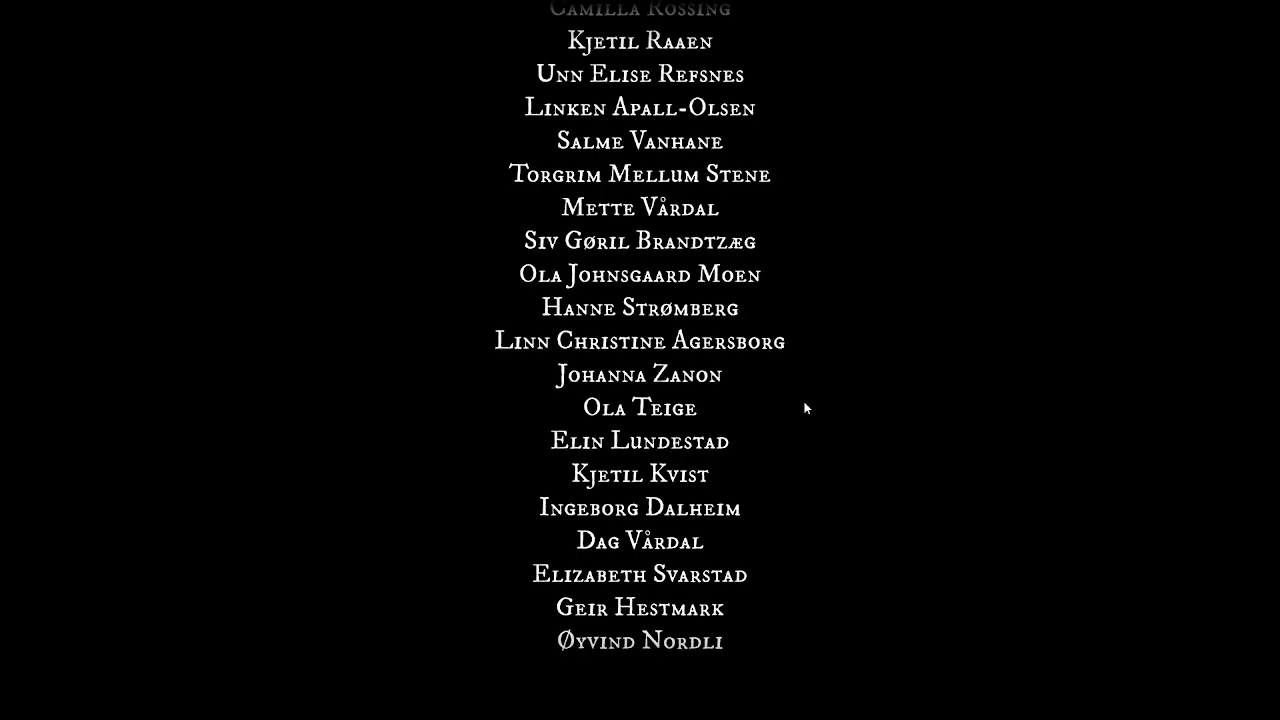 Camilla Rossing
Kjetil Raaen
Unn Elise Refsnes
Linken Apall-Olsen
Salme Vanhane
Torgrim Mellum Stene
Mette Vårdal
Siv Gøril Brandtzæg
Ola Johnsgaard Moen
Hanne Strømberg
Linn Christine Agersborg
Johanna Zanon
Ola Teige
Elin Lundestad
Kjetil Kvist
Ingeborg Dalheim
Dag Vårdal
Elizabeth Svarstad
Geir Hestmark
Øyvind Nordli